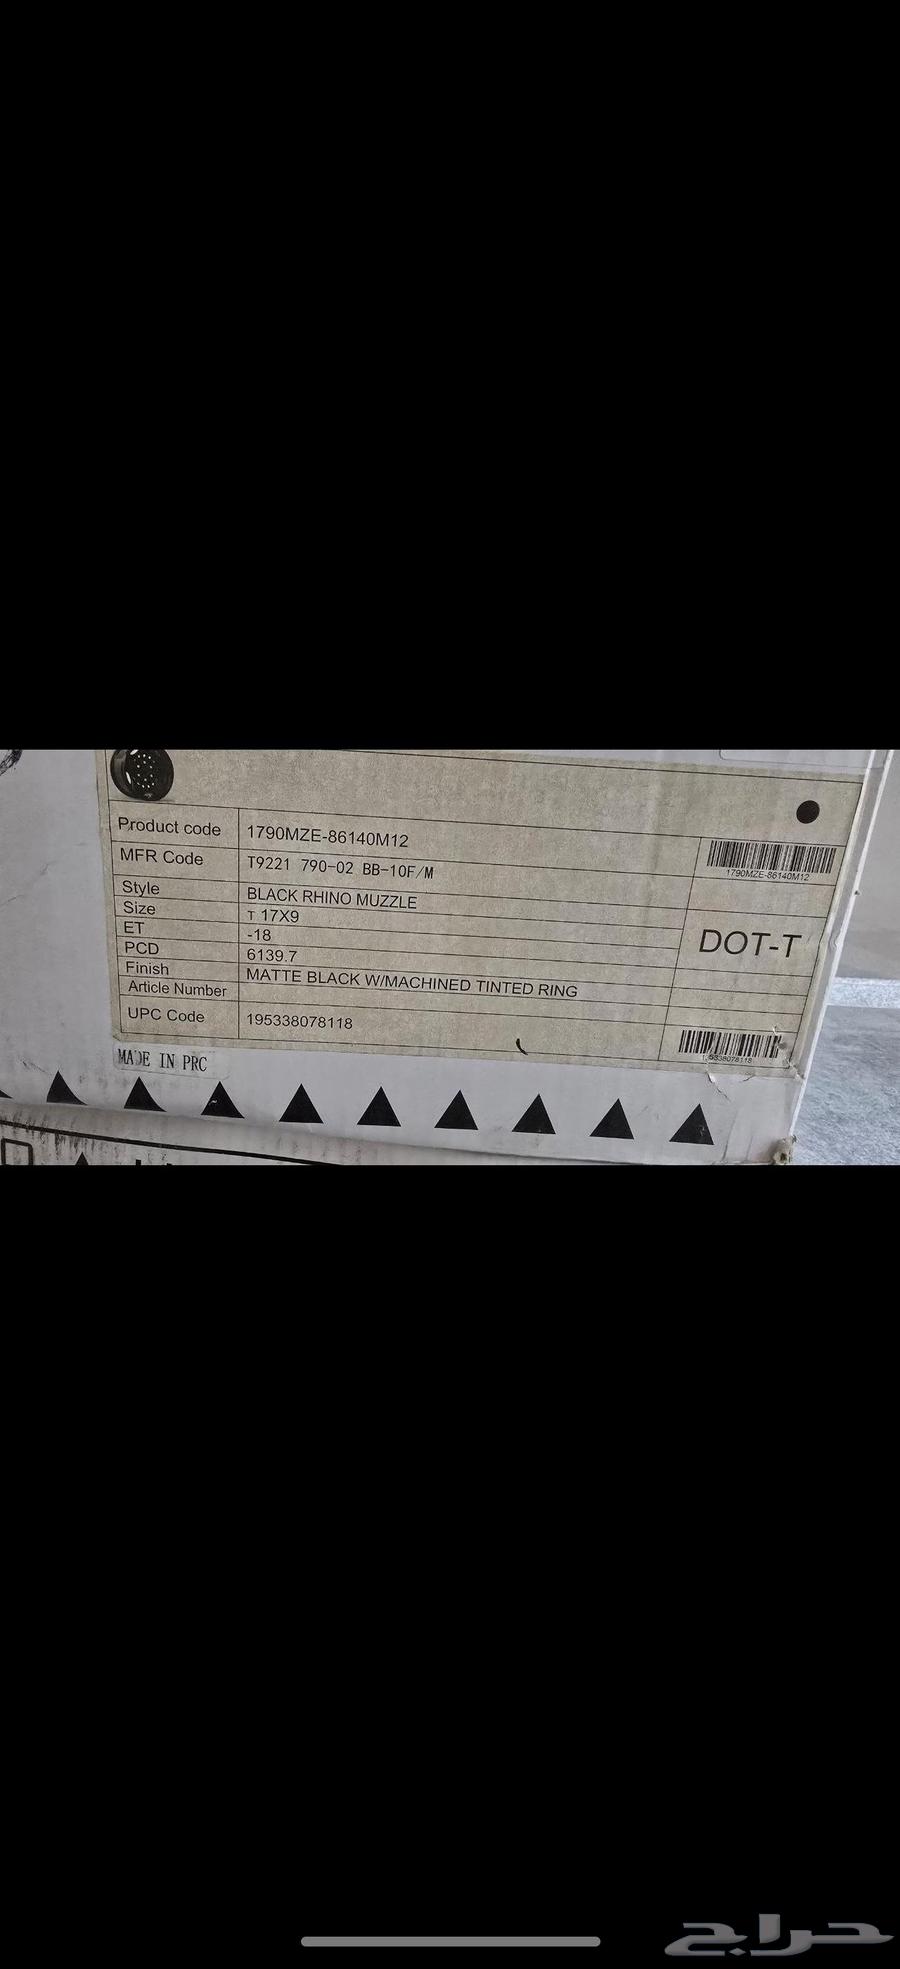 Product code 1790MZE-86140M12
MFR Code T9221 790-02 BB-10F/M
1790MZE-86140M12
Style BLACK RHINO MUZZLE
Size T 17X9
ET -18
DOT-T
PCD 6139.7
Finish MATTE BLACK W/MACHINED TINTED RING
Article Number
UPC Code 195338078118
195338078118
MADE IN PRC
حراج